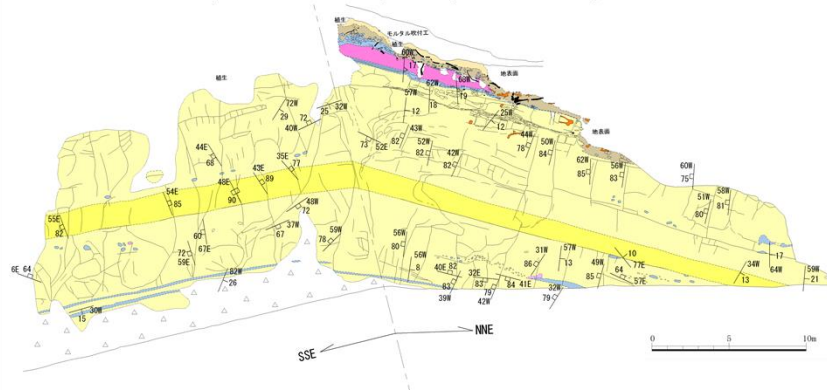 植生
モルタル吹付工
植生
地表面
植生
地表面
60W
17
60W
62W
19
57W
18
12
25W
12
72W
29
72
25
32W
40W
43W
82
73
52E
52W
82
42W
82
44W
78
50W
84
62W
85
56W
83
60W
75
51W
80
58W
81
44E
68
35E
77
43E
89
48E
90
54E
85
55E
82
48W
72
37W
67
60
67E
72
59E
59W
78
56W
80
56W
8
40E
82
83
39W
32E
83
79
42W
31W
86
84
41E
57W
13
32W
79
49W
85
10
77E
64
57E
34W
13
17
64W
59W
21
6E
64
82W
26
30W
15
SSE
NNE
0
5
10m